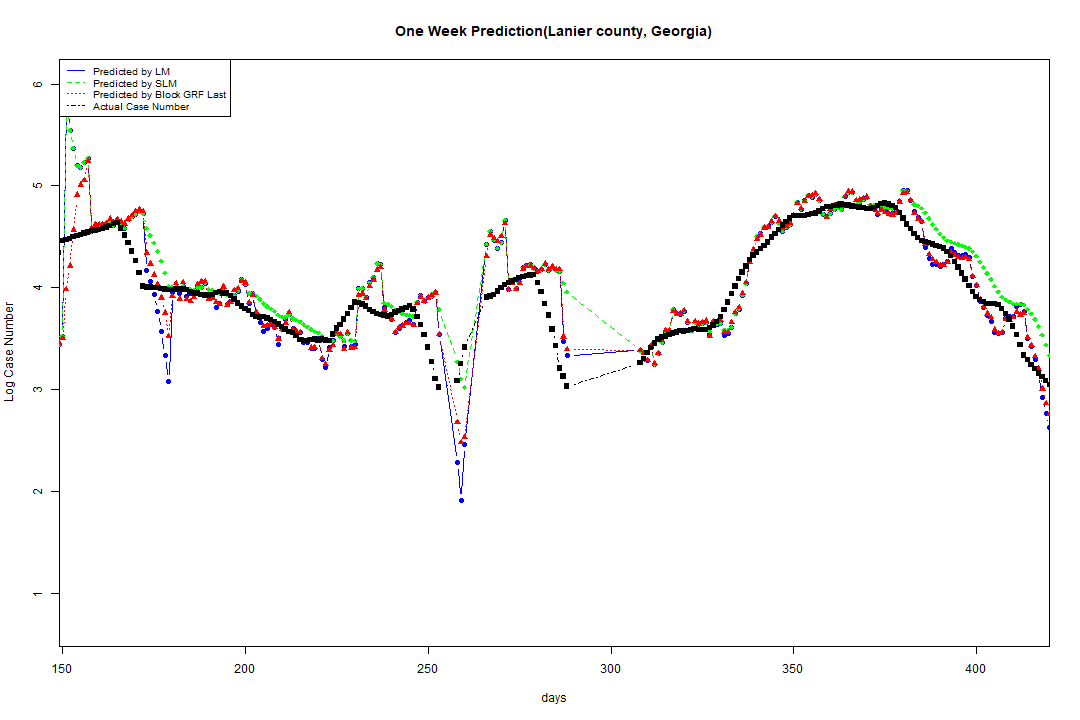 One Week Prediction(Lanier county, Georgia)
Predicted by LM
Predicted by SLM
Predicted by Block GRF Last
Actual Case Number
6
5
4
3
2
1
Log Case Number
150 200 250 300 350 400
days